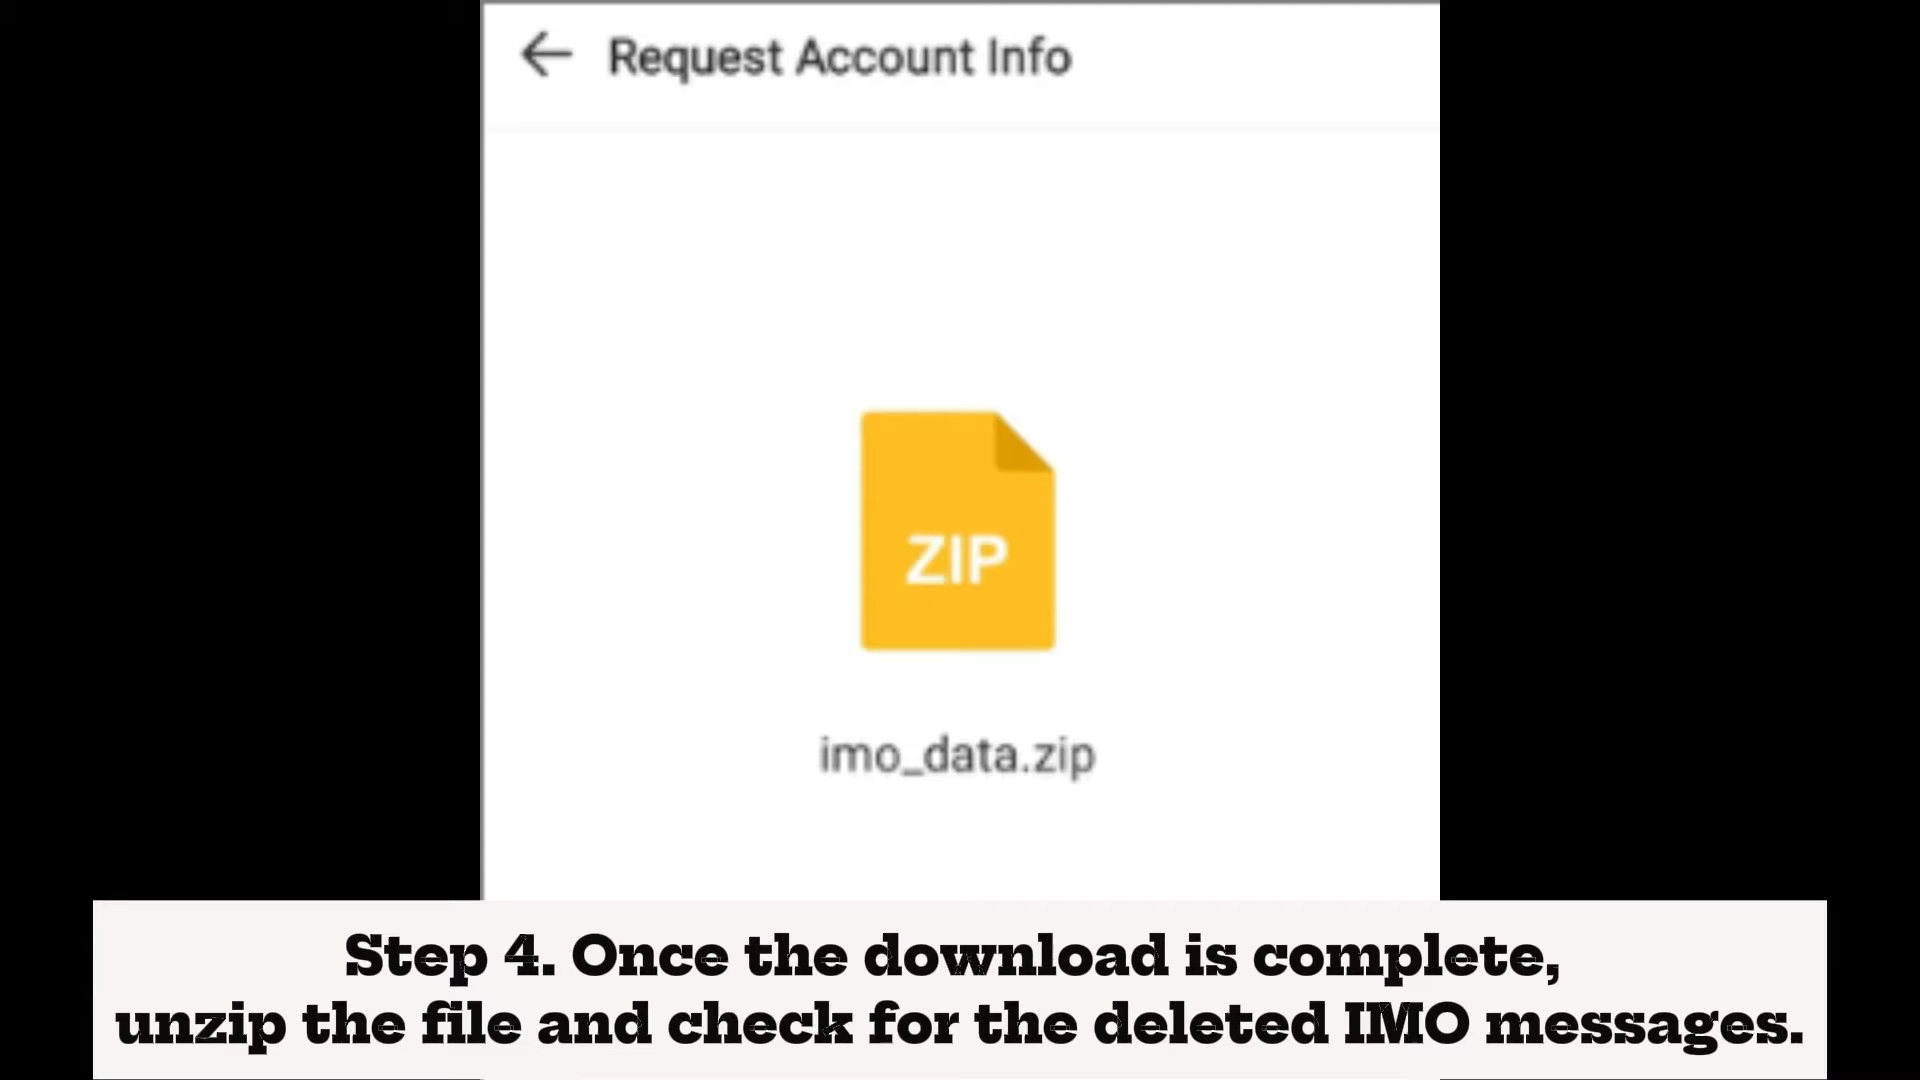 Request Account Info
ZIP
imo_data.zip
Step 4. Once the download is complete,
unzip the file and check for the deleted IMO messages.